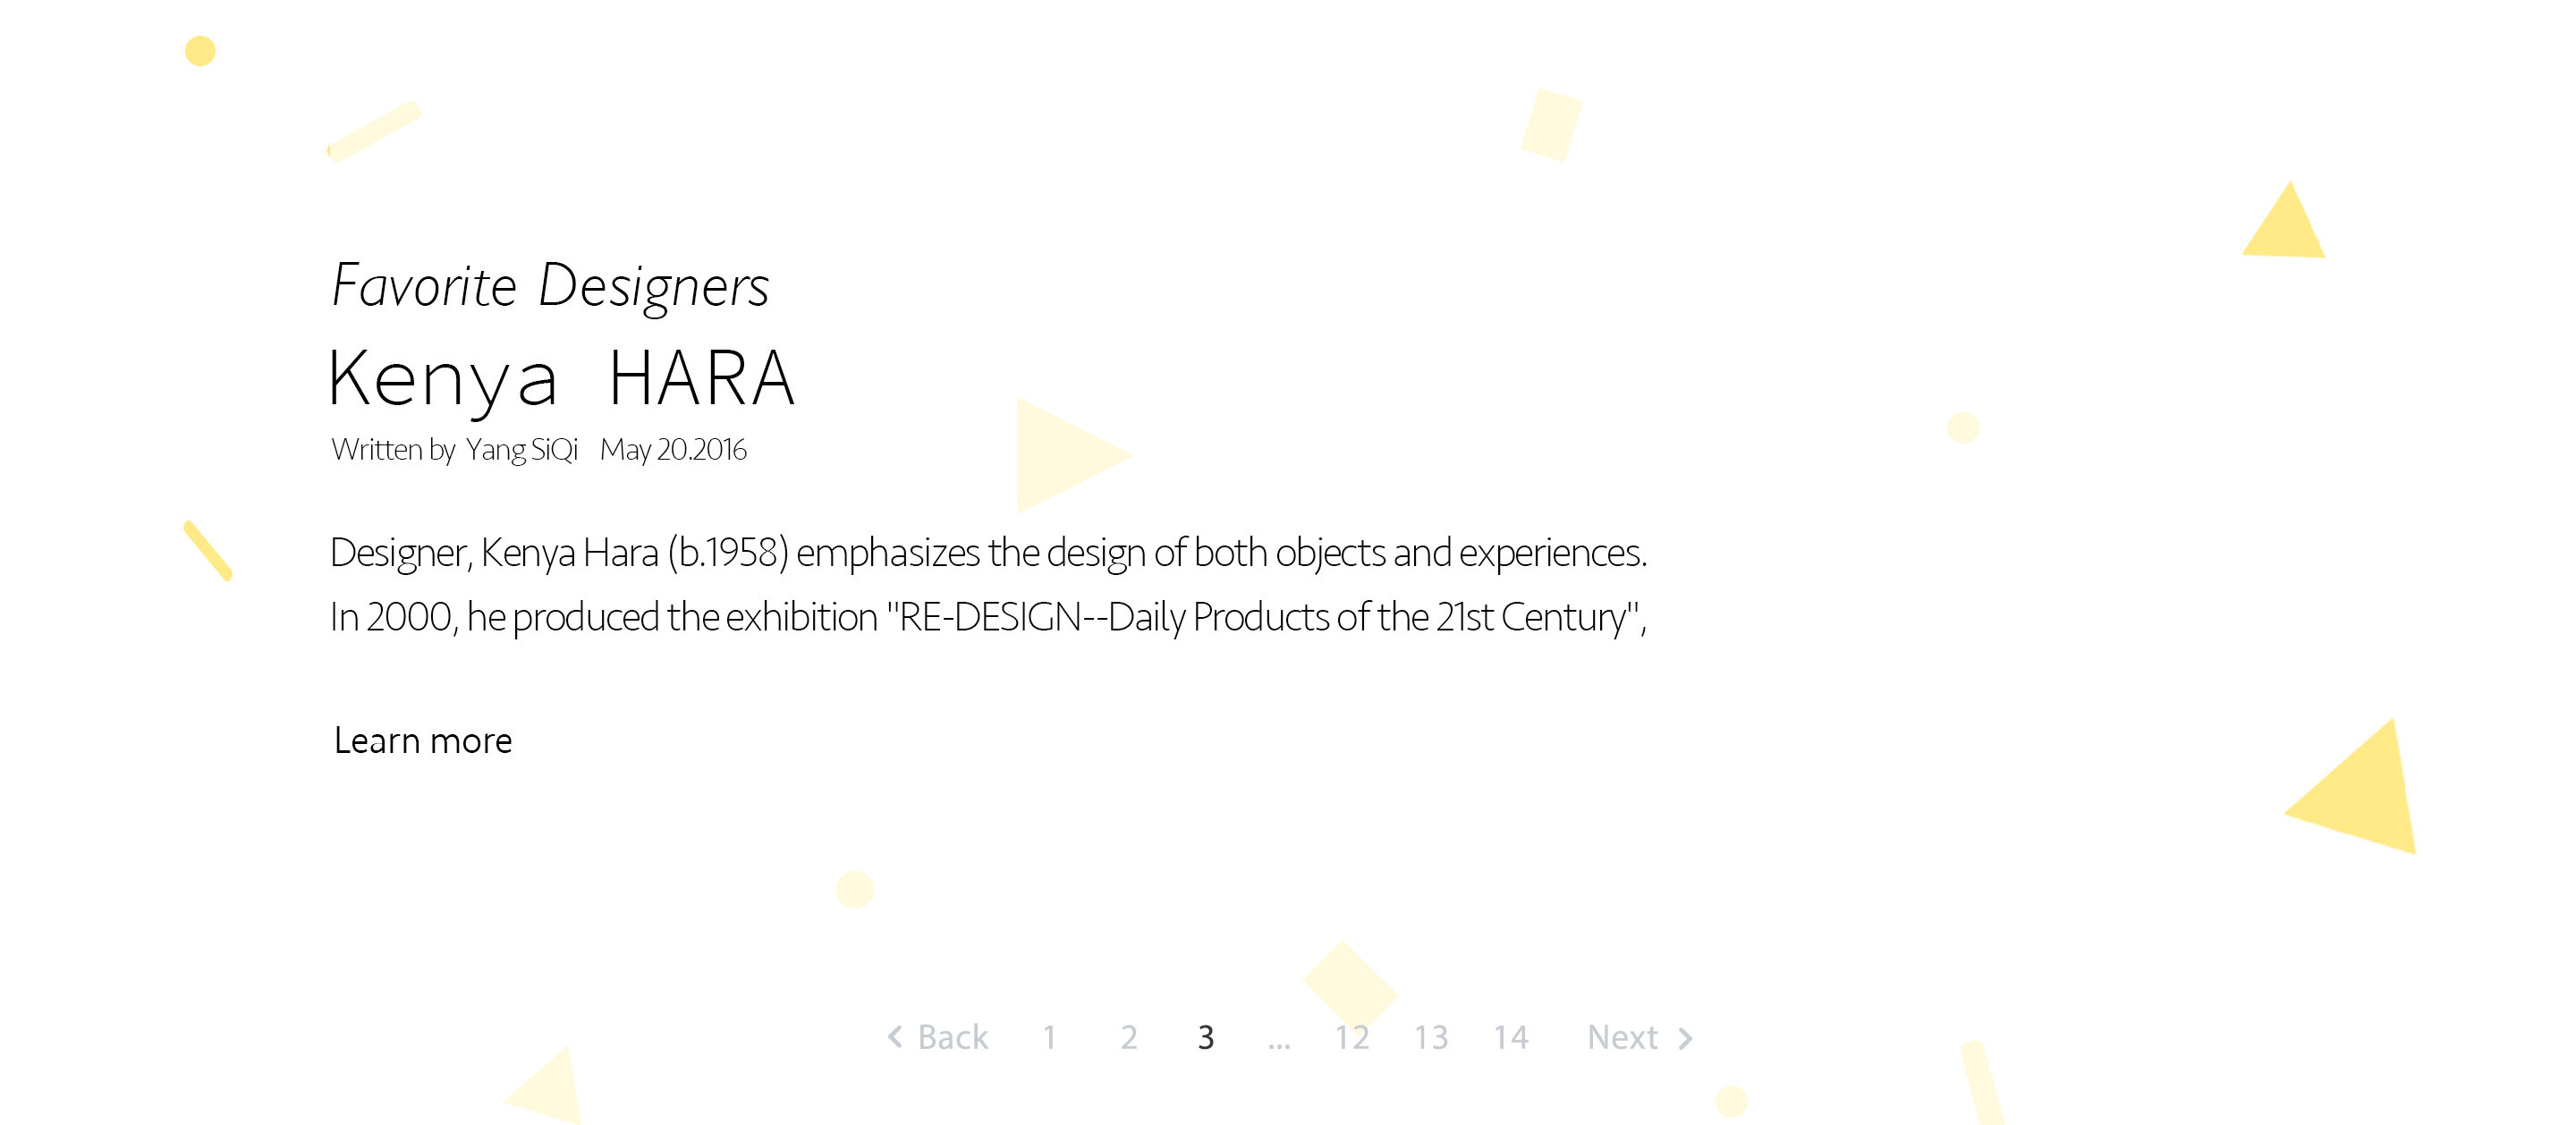 Favorite Designers
Kenya HARA
Written by Yang SiQi May 20.2016
Designer, Kenya Hara (b.1958) emphasizes the design of both objects and experiences.
In 2000, he produced the exhibition "RE-DESIGN--Daily Products of the 21st Century",
Learn more
Back 1 2 3 ... 12 13 14 Next